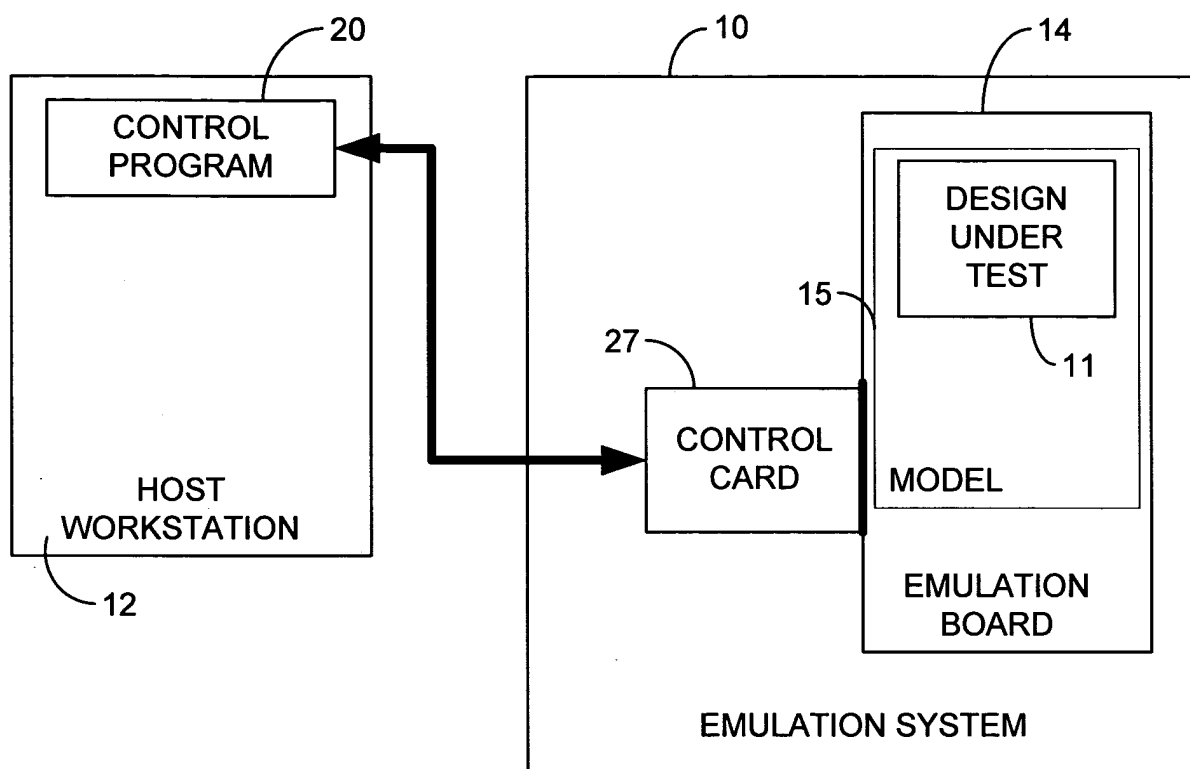 20
10
14
CONTROL
PROGRAM
DESIGN
UNDER
TEST
15
11
27
CONTROL
CARD
MODEL
HOST
WORKSTATION
12
EMULATION
BOARD
EMULATION SYSTEM